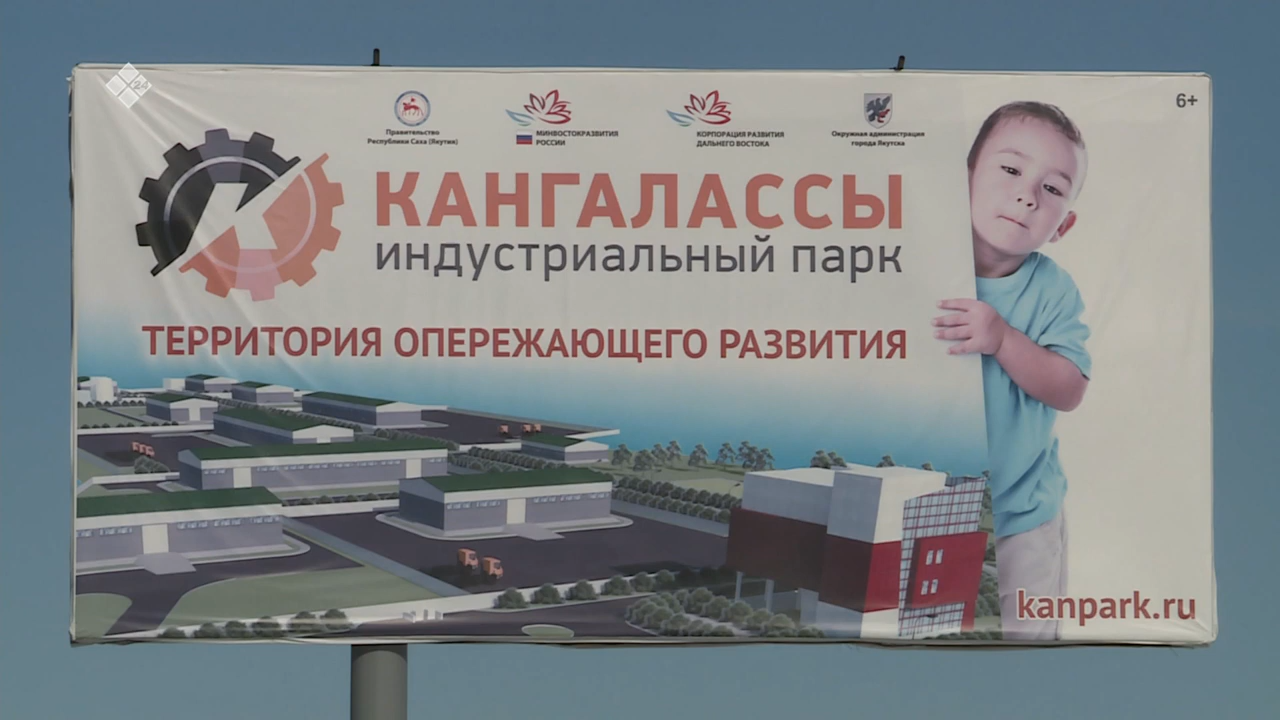 24
6+
Правительство
Республики Саха (Якутия)
МИНВОСТОКРАЗВИТИЯ
РОССИИ
КОРПОРАЦИЯ РАЗВИТИЯ
ДАЛЬНЕГО ВОСТОКА
Окружная администрация
города Якутска
КАНГАЛАССЫ
индустриальный парк
ТЕРРИТОРИЯ ОПЕРЕЖАЮЩЕГО РАЗВИТИЯ
kanpark.ru